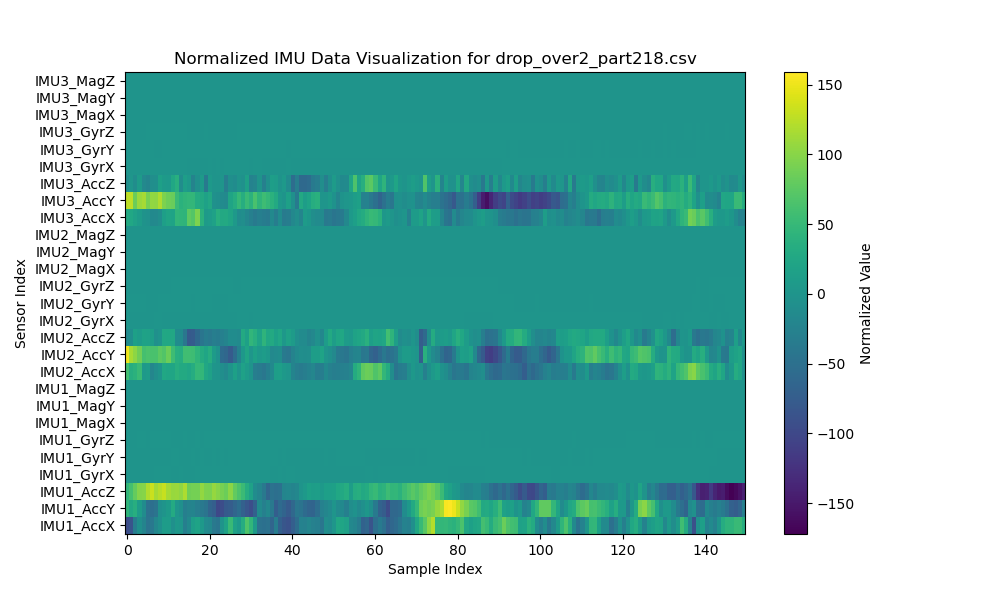 Normalized IMU Data Visualization for drop_over2_part218.csv
IMU3_MagZ
IMU3_MagY
IMU3_MagX
IMU3_GyrZ
IMU3_GyrY
IMU3_GyrX
IMU3_AccZ
IMU3_AccY
IMU3_AccX
IMU2_MagZ
IMU2_MagY
IMU2_MagX
IMU2_GyrZ
IMU2_GyrY
IMU2_GyrX
IMU2_AccZ
IMU2_AccY
IMU2_AccX
IMU1_MagZ
IMU1_MagY
IMU1_MagX
IMU1_GyrZ
IMU1_GyrY
IMU1_GyrX
IMU1_AccZ
IMU1_AccY
IMU1_AccX
Sensor Index
0 20 40 60 80 100 120 140
Sample Index
150
100
50
0
−50
−100
−150
Normalized Value